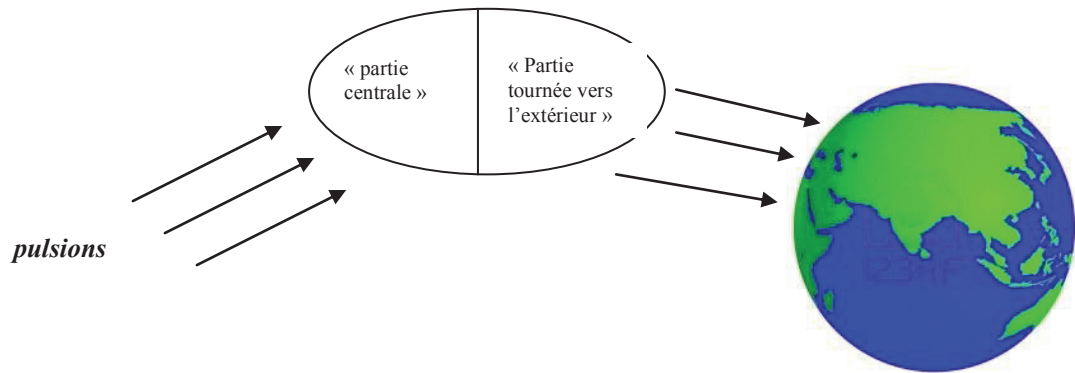 « partie
centrale »
« Partie
tournée vers
l'extérieur »
pulsions